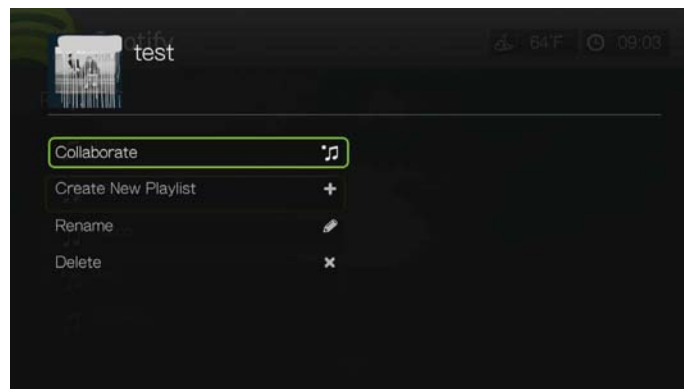 test
64°F
09:03
Collaborate
Create New Playlist
Rename
Delete